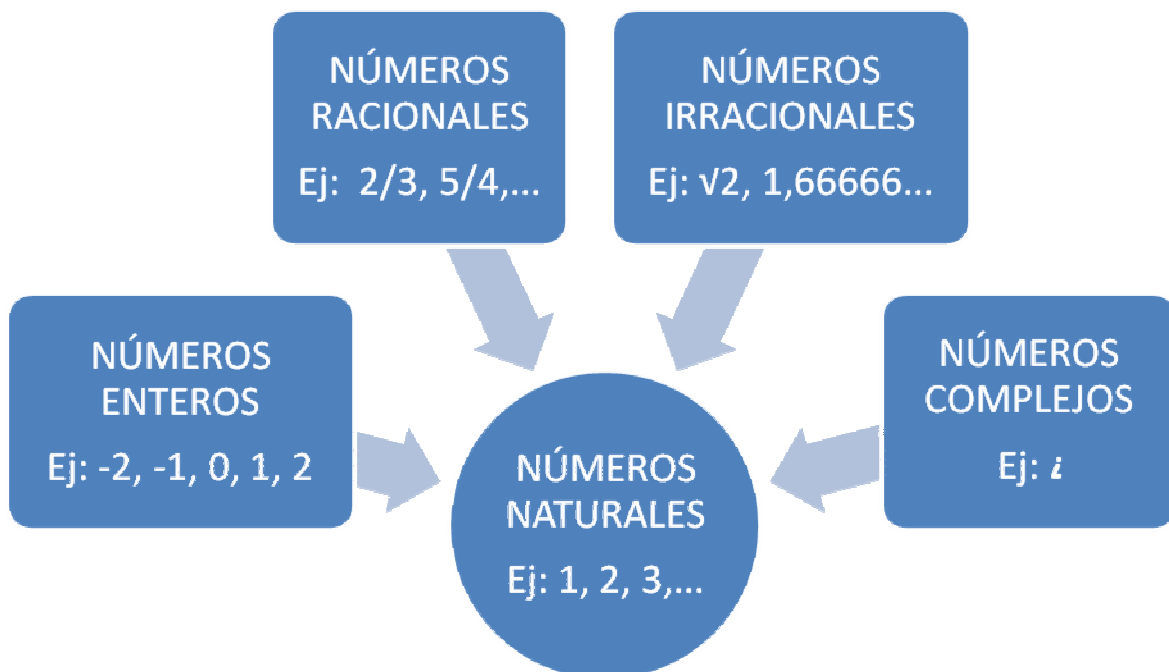 NÚMEROS
RACIONALES
Ej: 2/3, 5/4,...
NÚMEROS
IRRACIONALES
Ej: √2, 1,66666...
NÚMEROS
ENTEROS
Ej: -2, -1, 0, 1, 2
NÚMEROS
COMPLEJOS
Ej: i
NÚMEROS
NATURALES
Ej: 1, 2, 3,...